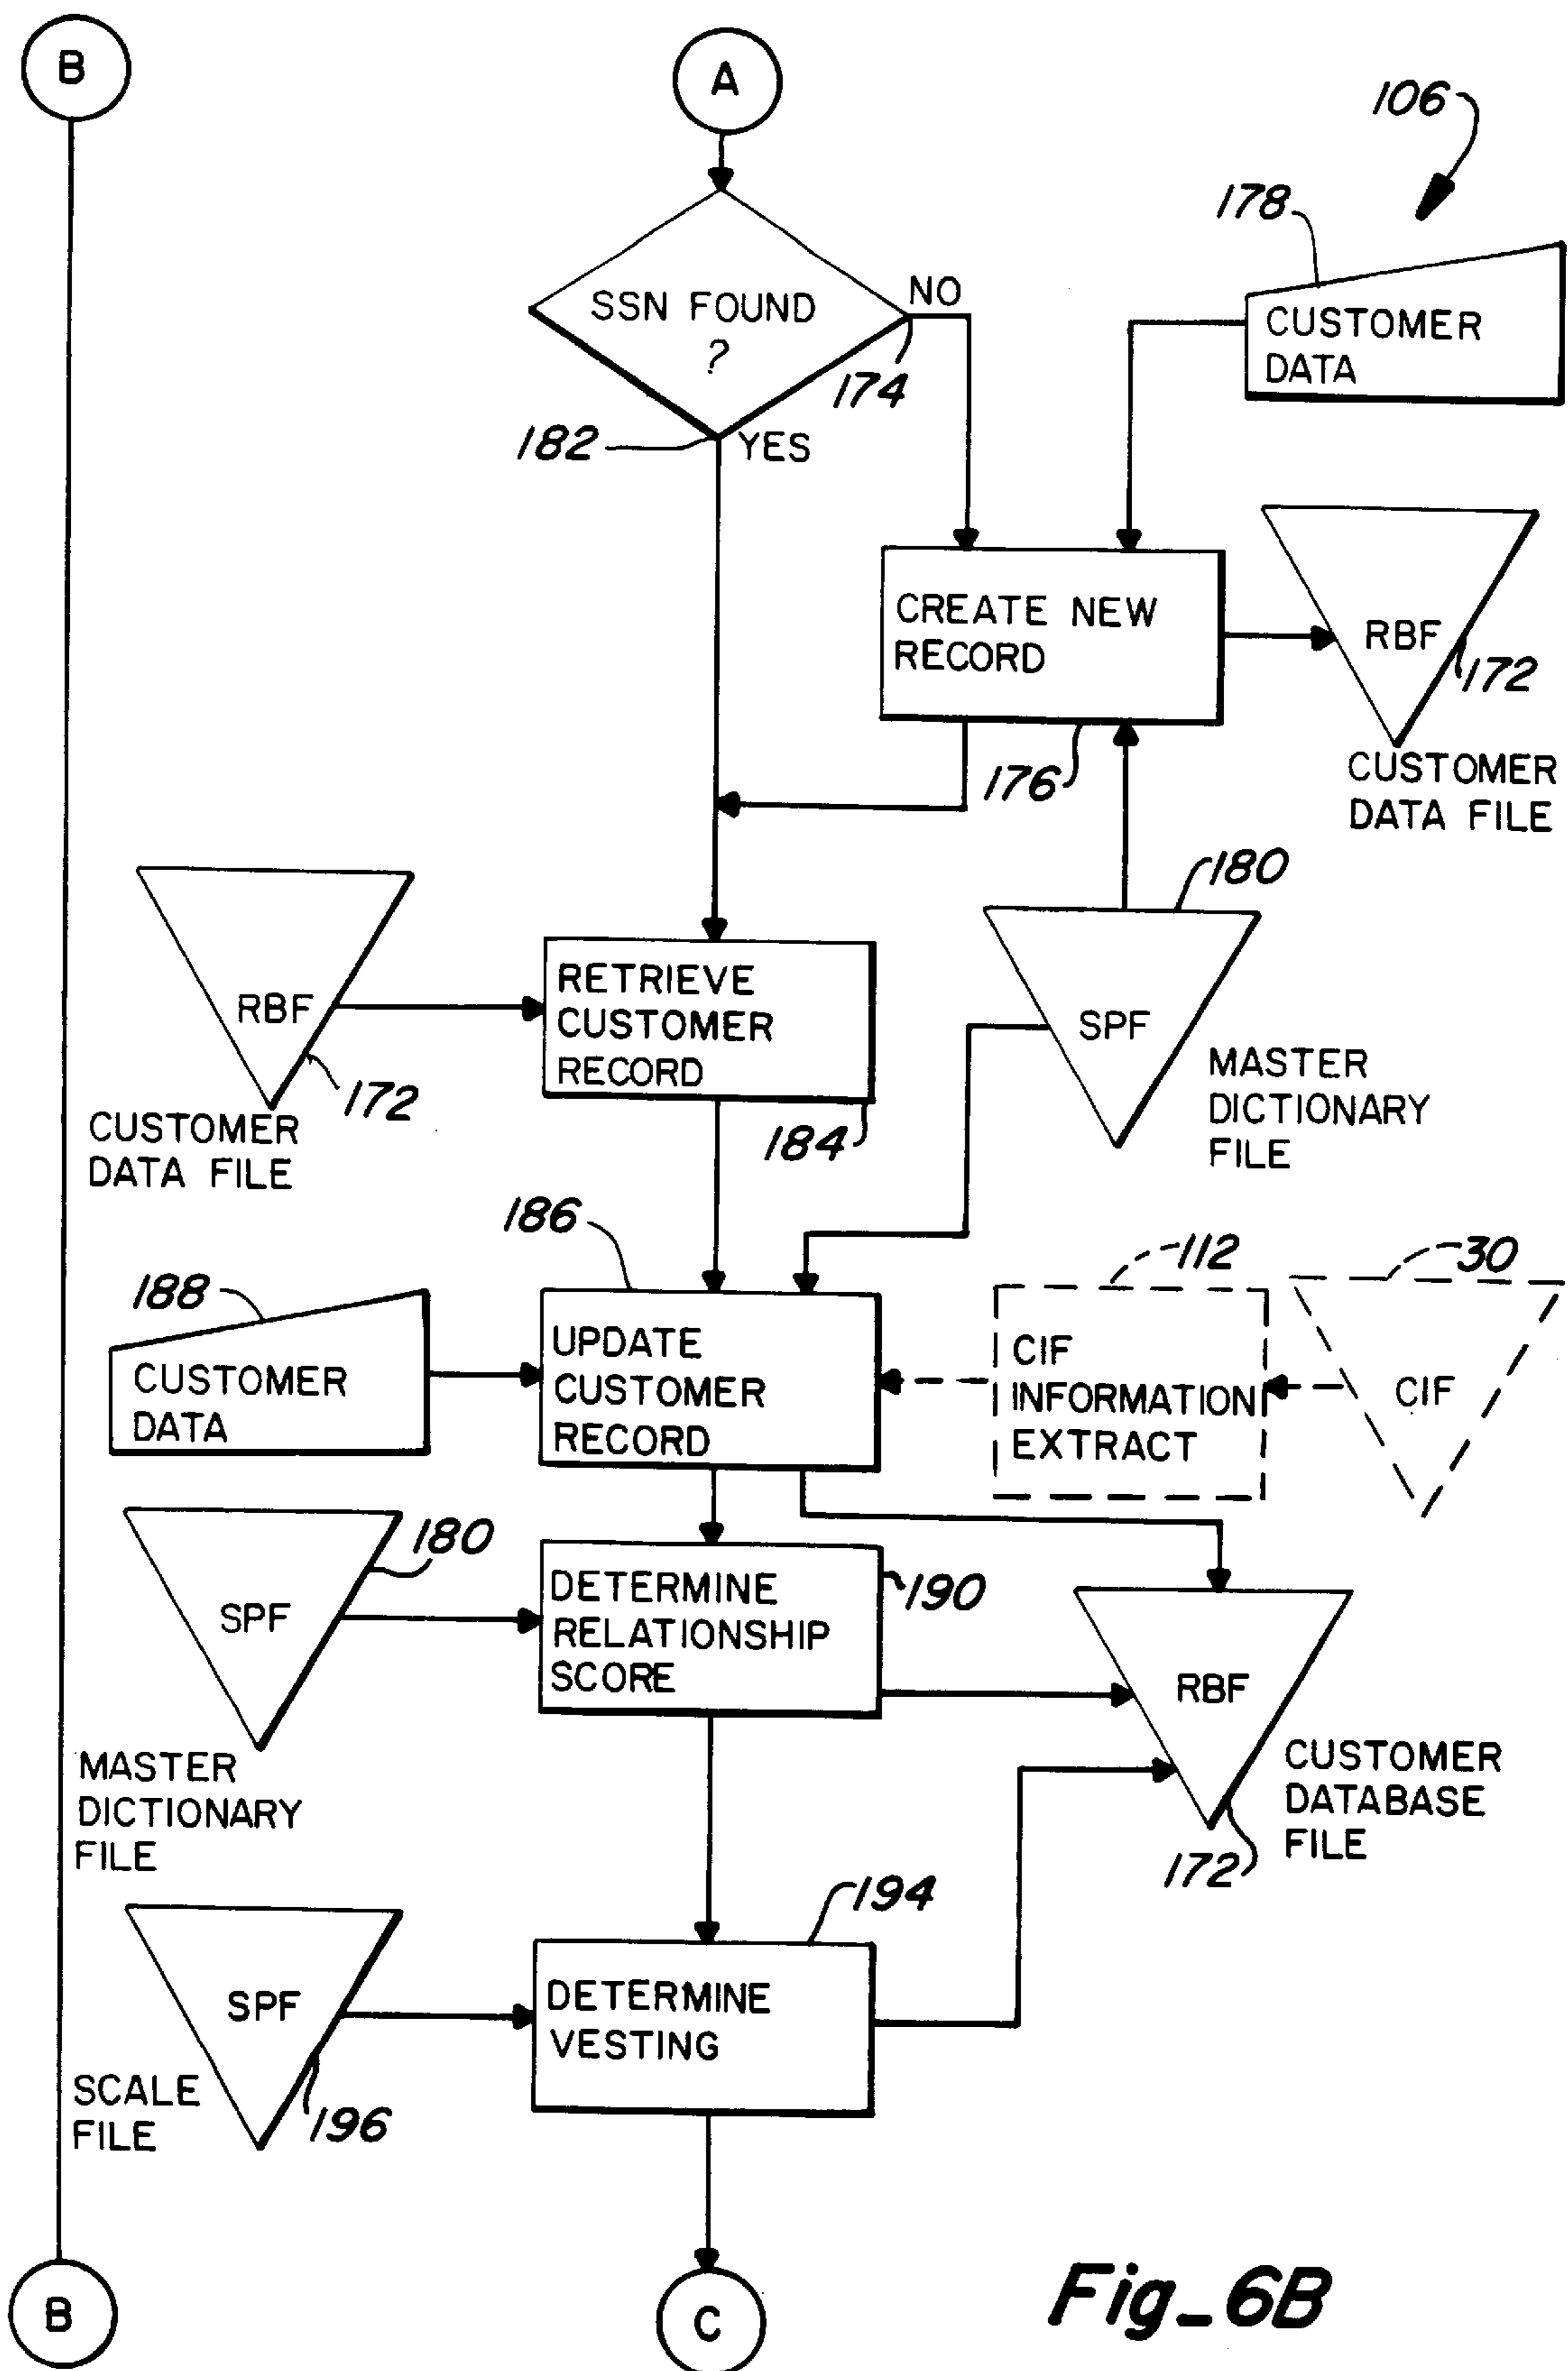 B
A
106
178
SSN FOUND
?
NO
174
CUSTOMER
DATA
182
YES
CREATE NEW
RECORD
RBF
172
176
CUSTOMER
DATA FILE
180
RBF
172
CUSTOMER
DATA FILE
RETRIEVE
CUSTOMER
RECORD
184
SPF
MASTER
DICTIONARY
FILE
186
188
CUSTOMER
DATA
UPDATE
CUSTOMER
RECORD
112
CIF
INFORMATION
EXTRACT
30
CIF
180
SPF
MASTER
DICTIONARY
FILE
DETERMINE
RELATIONSHIP
SCORE
190
RBF
CUSTOMER
DATABASE
FILE
172
194
SPF
SCALE
FILE
196
DETERMINE
VESTING
B
C
Fig_6B